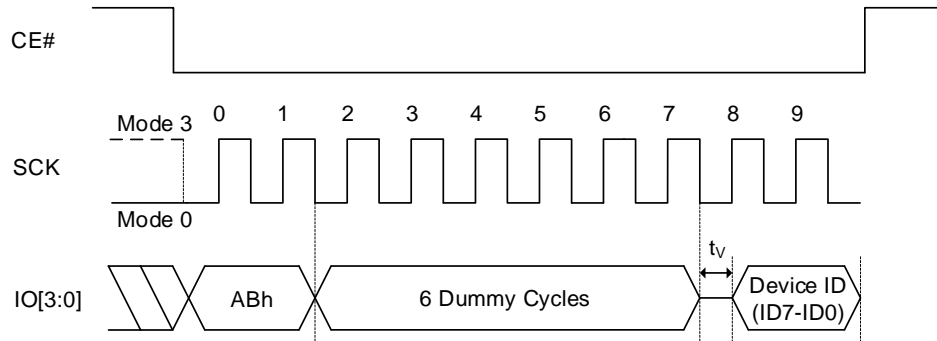 CE#
0 1 2 3 4 5 6 7 8 9
Mode 3
SCK
Mode 0
tV
IO[3:0]
ABh
6 Dummy Cycles
Device ID
(ID7-ID0)